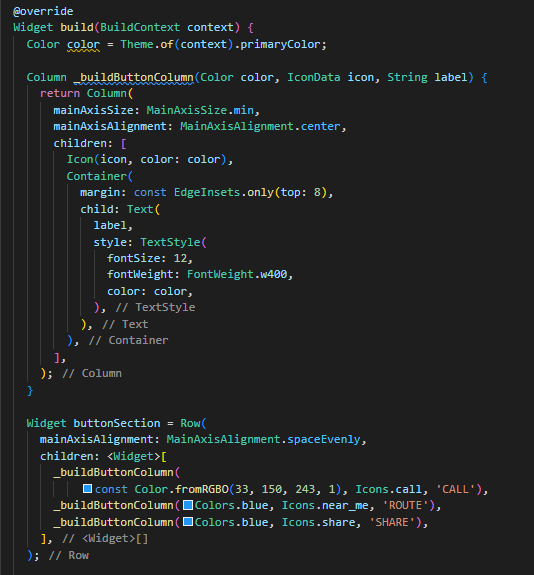 @override
Widget build(BuildContext context) {
  Color color = Theme.of(context).primaryColor;

  Column _buildButtonColumn(Color color, IconData icon, String label) {
    return Column(
      mainAxisSize: MainAxisSize.min,
      mainAxisAlignment: MainAxisAlignment.center,
      children: [
        Icon(icon, color: color),
        Container(
          margin: const EdgeInsets.only(top: 8),
          child: Text(
            label,
            style: TextStyle(
              fontSize: 12,
              fontWeight: FontWeight.w400,
              color: color,
            ), // TextStyle
          ), // Text
        ), // Container
      ],
    ); // Column
  }

  Widget buttonSection = Row(
    mainAxisAlignment: MainAxisAlignment.spaceEvenly,
    children: <Widget>[
      _buildButtonColumn(
          const Color.fromRGBO(33, 150, 243, 1), Icons.call, 'CALL'),
      _buildButtonColumn(Colors.blue, Icons.near_me, 'ROUTE'),
      _buildButtonColumn(Colors.blue, Icons.share, 'SHARE'),
    ], // <Widget>[]
  ); // Row